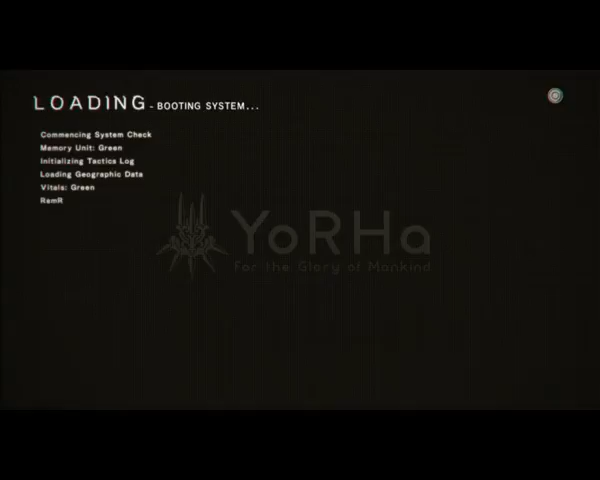 LOADING - BOOTING SYSTEM...
Commencing System Check
Memory Unit: Green
Initializing Tactics Log
Loading Geographic Data
Vitals: Green
RemR
YoRHa
For the Glory of Mankind